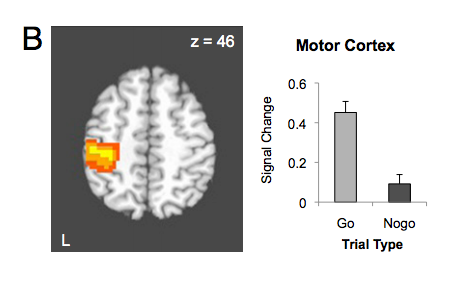 B
z = 46
L
Motor Cortex
Signal Change
0.6
0.4
0.2
0
Go Nogo
Trial Type